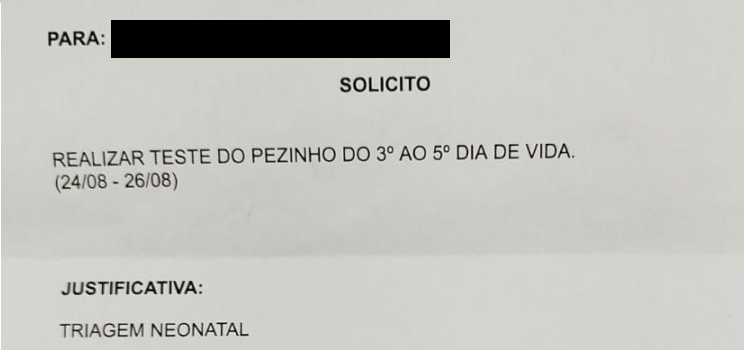 PARA:
SOLICITO
REALIZAR TESTE DO PEZINHO DO 3º AO 5º DIA DE VIDA.
(24/08 - 26/08)
JUSTIFICATIVA:
TRIAGEM NEONATAL